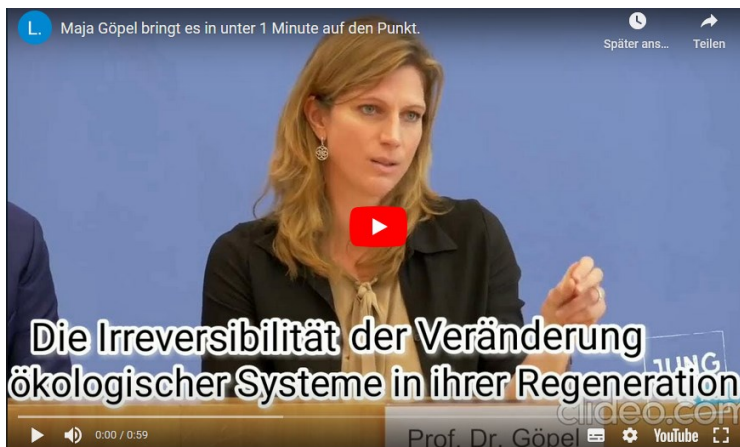 L.
Maja Göpel bringt es in unter 1 Minute auf den Punkt.
Später ans...
Teilen
Die Irreversibilität der Veränderung
ökologischer Systeme in ihrer Regeneration
JUNG
clideo.com
Prof. Dr. Göpel
0:00 / 0:59
YouTube